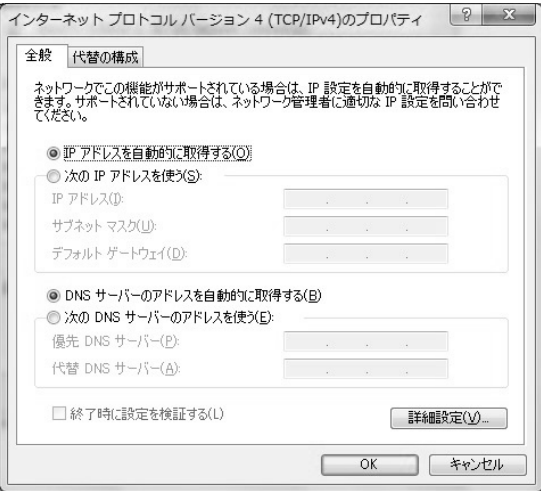 インターネット プロトコル バージョン 4 (TCP/IPv4)のプロパティ
全般
代替の構成
ネットワークでこの機能がサポートされている場合は、IP 設定を自動的に取得することがで
きます。サポートされていない場合は、ネットワーク管理者に適切な IP 設定を問い合わせ
てください。
IP アドレスを自動的に取得する(O)
次の IP アドレスを使う(S):
IP アドレス(I):
サブネット マスク(U):
デフォルト ゲートウェイ(D):
DNS サーバーのアドレスを自動的に取得する(B)
次の DNS サーバーのアドレスを使う(E):
優先 DNS サーバー(P):
代替 DNS サーバー(A):
終了時に設定を検証する(L)
詳細設定(V)...
OK
キャンセル